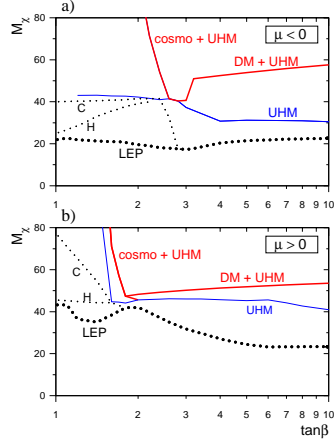 a)
μ < 0
M_χ
80
60
40
20
0
cosmo + UHM
DM + UHM
UHM
C
H
LEP
1 2 3 4 5 6 7 8 9 10
b)
μ > 0
M_χ
80
60
40
20
0
cosmo + UHM
DM + UHM
UHM
C
H
LEP
1 2 3 4 5 6 7 8 9 10
tanβ